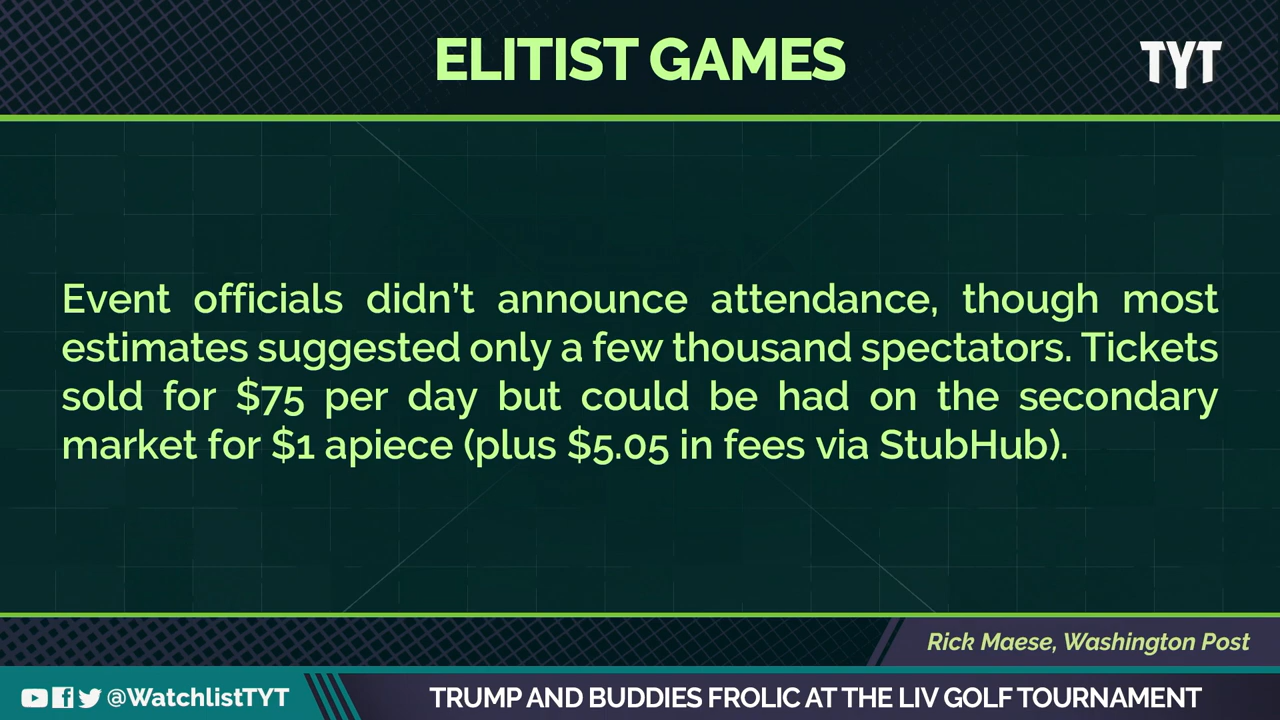 ELITIST GAMES
TYT
Event officials didn’t announce attendance, though most
estimates suggested only a few thousand spectators. Tickets
sold for $75 per day but could be had on the secondary
market for $1 apiece (plus $5.05 in fees via StubHub).
Rick Maese, Washington Post
@WatchlistTYT
TRUMP AND BUDDIES FROLIC AT THE LIV GOLF TOURNAMENT